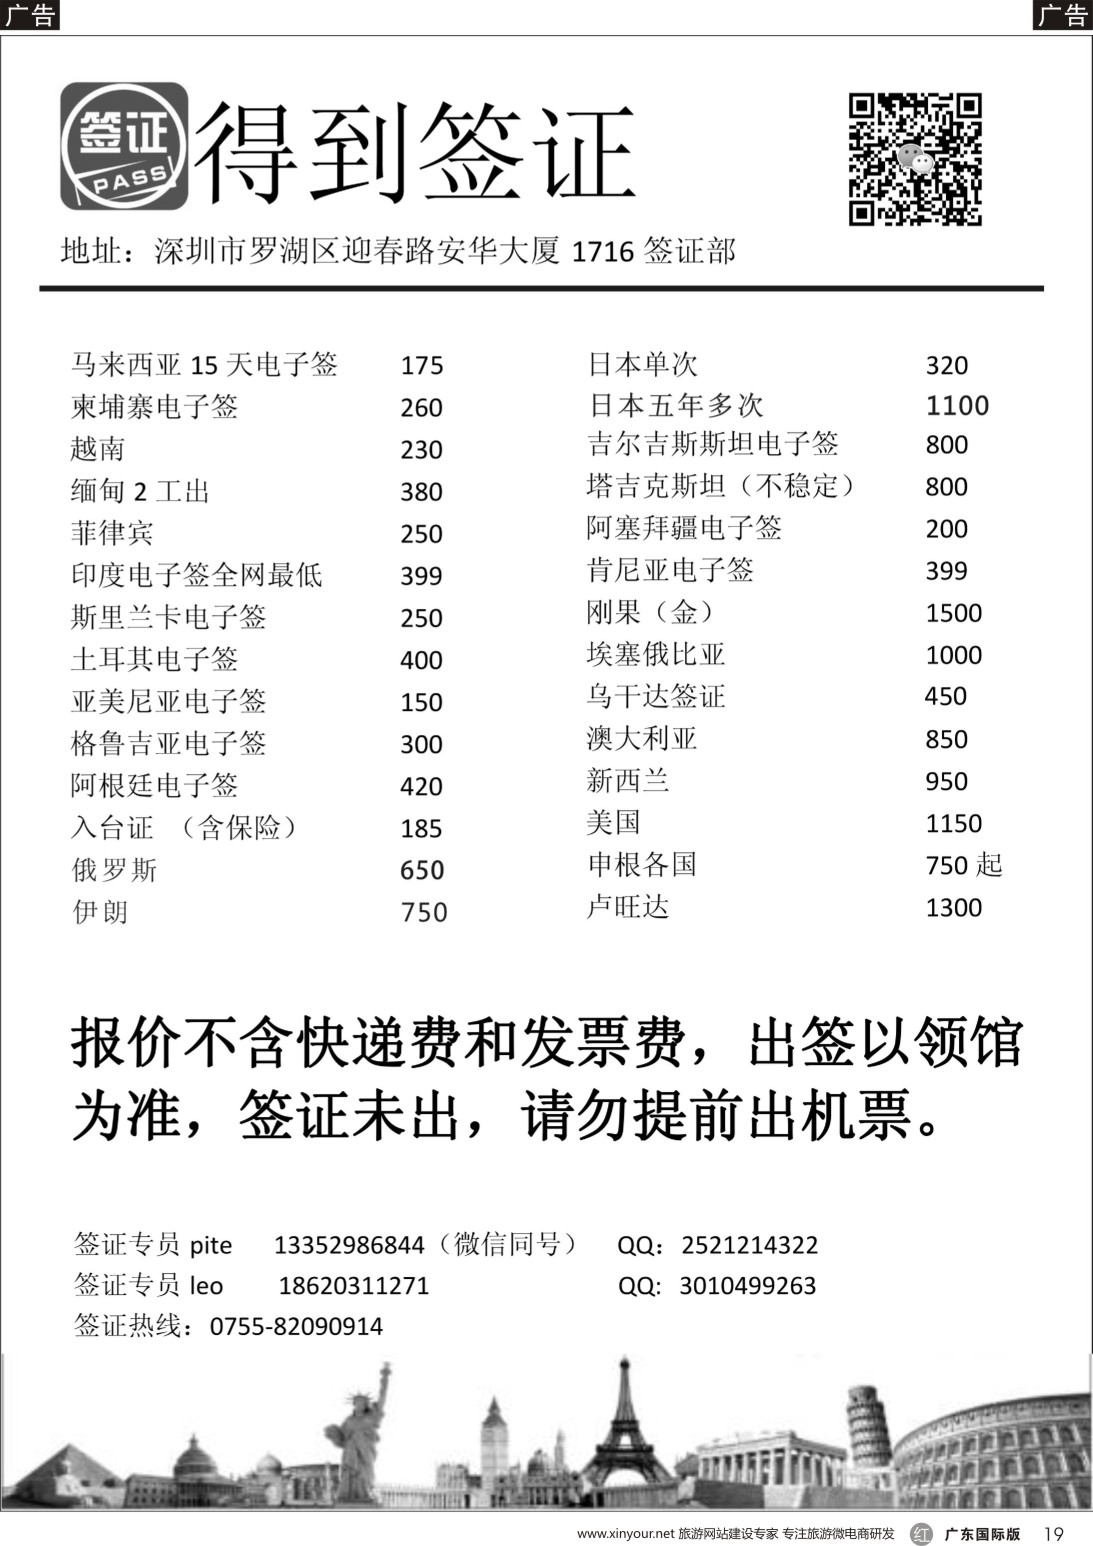 广告
广告
签证
PASS
得到签证
地址：深圳市罗湖区迎春路安华大厦 1716 签证部
马来西亚 15 天电子签 175
柬埔寨电子签 260
越南 230
缅甸 2 工出 380
菲律宾 250
印度电子签全网最低 399
斯里兰卡电子签 250
土耳其电子签 400
亚美尼亚电子签 150
格鲁吉亚电子签 300
阿根廷电子签 420
入台证 （含保险） 185
俄罗斯 650
伊朗 750
日本单次 320
日本五年多次 1100
吉尔吉斯斯坦电子签 800
塔吉克斯坦（不稳定） 800
阿塞拜疆电子签 200
肯尼亚电子签 399
刚果（金） 1500
埃塞俄比亚 1000
乌干达签证 450
澳大利亚 850
新西兰 950
美国 1150
申根各国 750 起
卢旺达 1300
报价不含快递费和发票费，出签以领馆
为准，签证未出，请勿提前出机票。
签证专员 pite 13352986844（微信同号） QQ：2521214322
签证专员 leo 18620311271 QQ: 3010499263
签证热线：0755-82090914
www.xinyour.net 旅游网站建设专家 专注旅游微电商研发 红 广东国际版 19